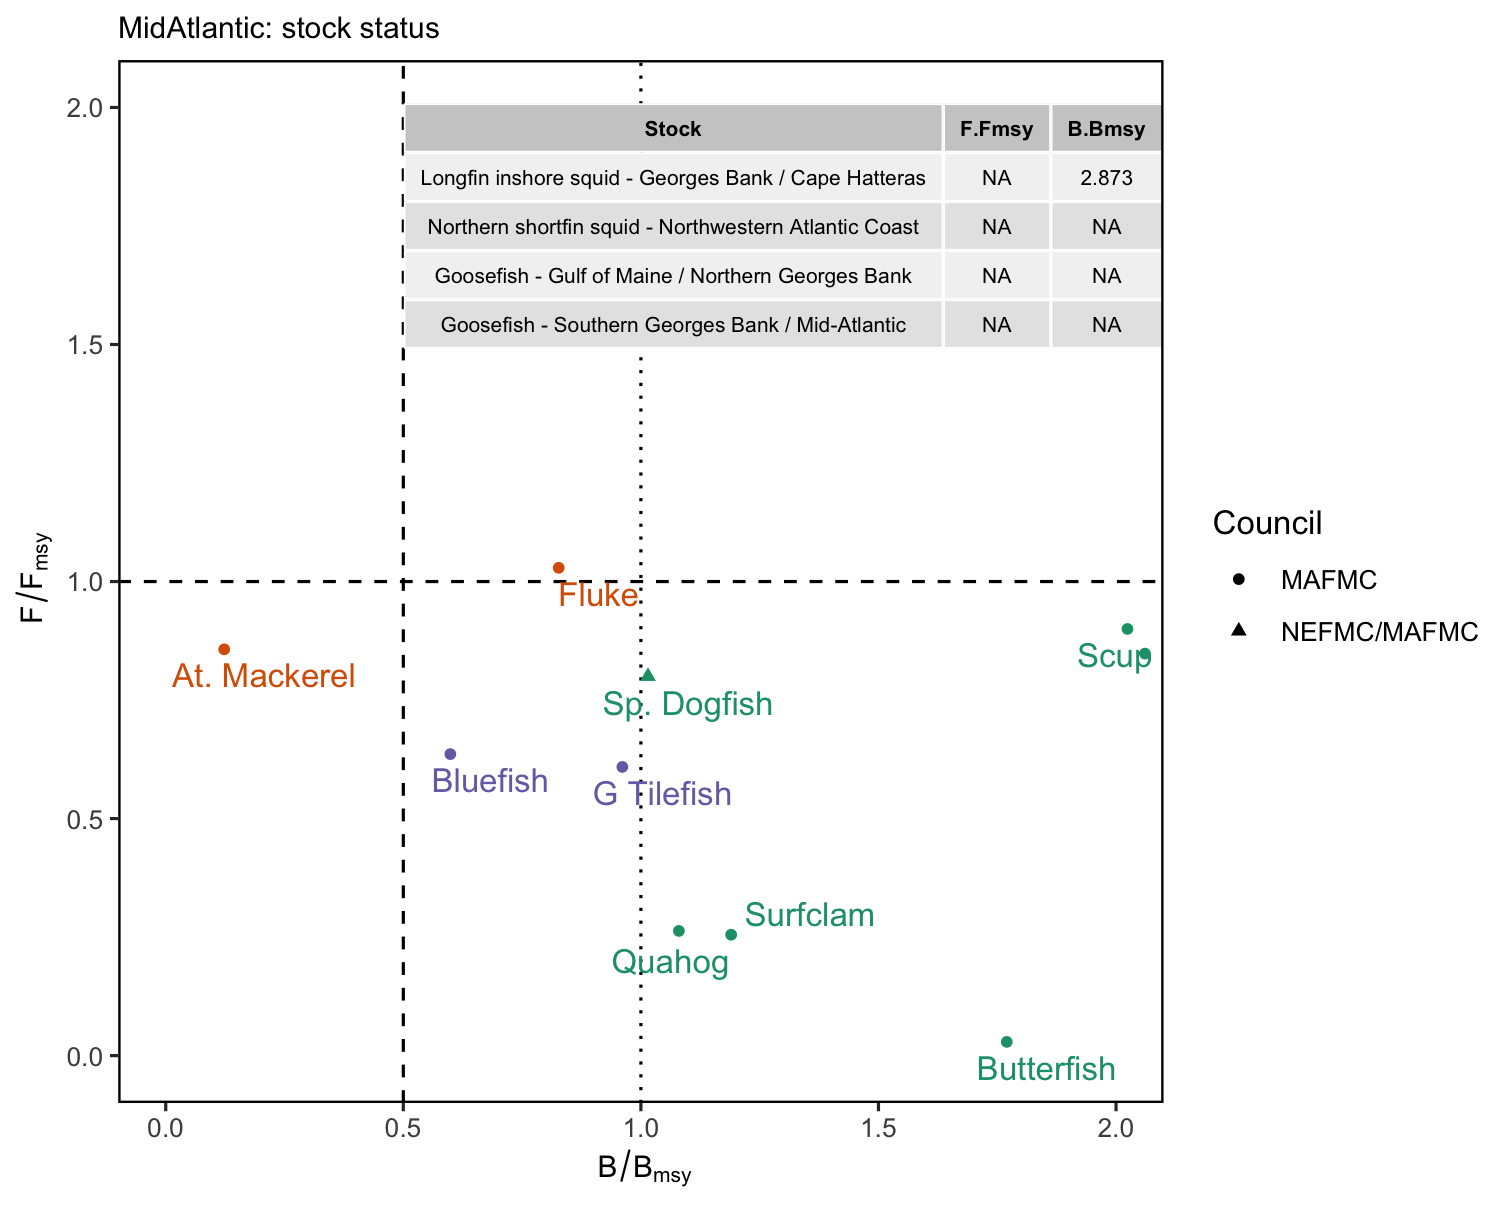 MidAtlantic: stock status
2.0
Stock F.Fmsy B.Bmsy
Longfin inshore squid - Georges Bank / Cape Hatteras NA 2.873
Northern shortfin squid - Northwestern Atlantic Coast NA NA
Goosefish - Gulf of Maine / Northern Georges Bank NA NA
Goosefish - Southern Georges Bank / Mid-Atlantic NA NA
1.5
Council
MAFMC
NEFMC/MAFMC
F/Fmsy
1.0
Fluke
Scup
At. Mackerel
Sp. Dogfish
Bluefish
G Tilefish
0.5
Surfclam
Quahog
0.0
Butterfish
0.0 0.5 1.0 1.5 2.0
B/Bmsy